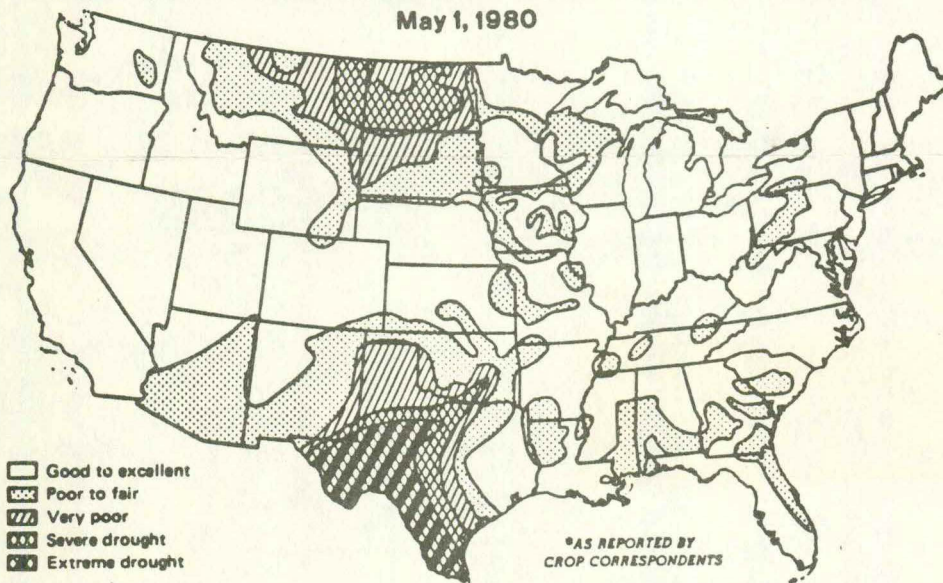 May 1, 1980
Good to excellent
Poor to fair
Very poor
Severe drought
Extreme drought
*AS REPORTED BY
CROP CORRESPONDENTS